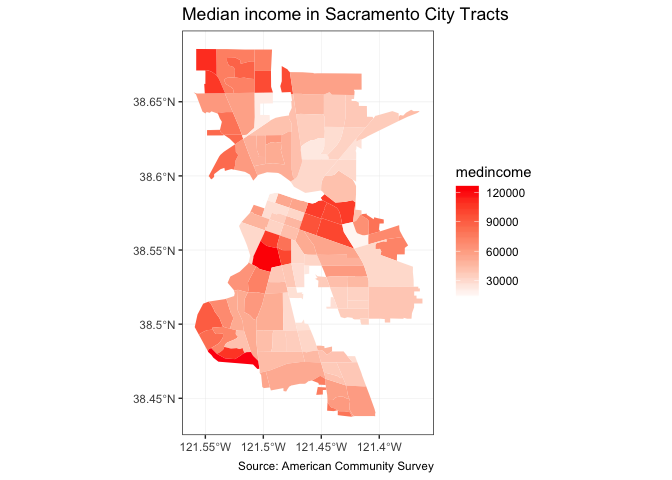 Median income in Sacramento City Tracts
38.65°N
38.6°N
38.55°N
38.5°N
38.45°N
121.55°W 121.5°W 121.45°W 121.4°W
medincome
120000
90000
60000
30000
Source: American Community Survey